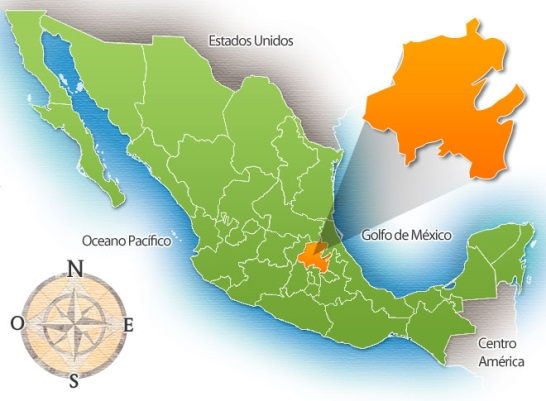 Estados Unidos
Golfo de México
Oceano Pacífico
N
O
E
S
Centro
América